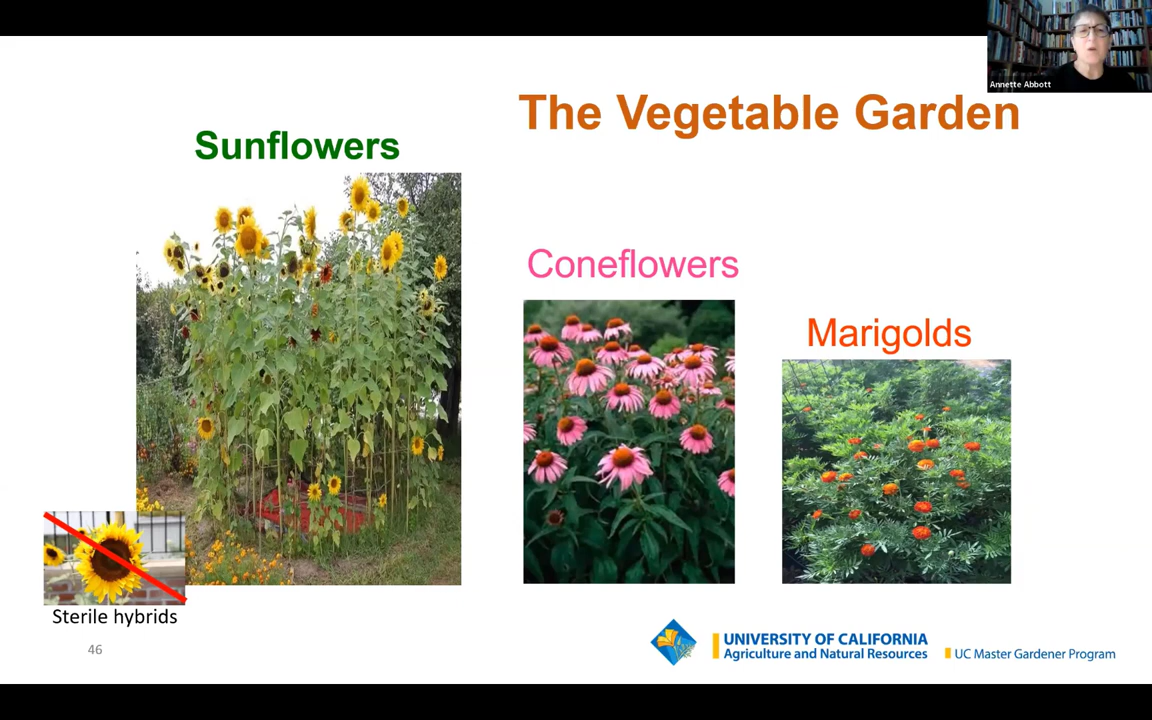 Annette Abbott
The Vegetable Garden
Sunflowers
Coneflowers
Marigolds
Sterile hybrids
46
UNIVERSITY OF CALIFORNIA
Agriculture and Natural Resources
UC Master Gardener Program